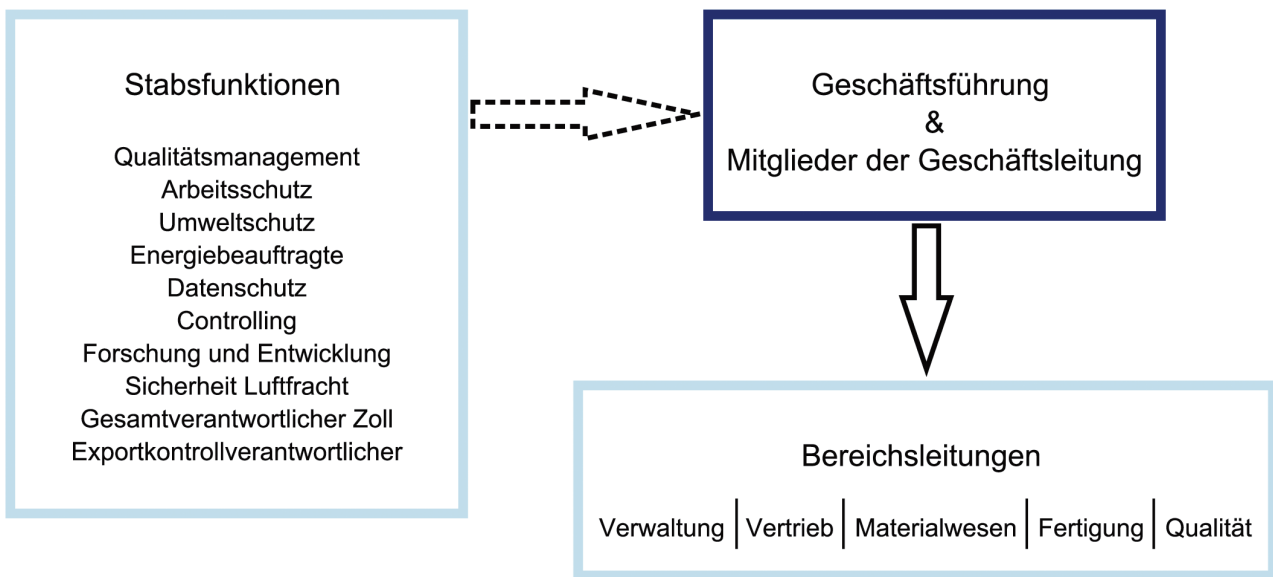 Stabsfunktionen
Qualitätsmanagement
Arbeitsschutz
Umweltschutz
Energiebeauftragte
Datenschutz
Controlling
Forschung und Entwicklung
Sicherheit Luftfracht
Gesamtverantwortlicher Zoll
Exportkontrollverantwortlicher
Geschäftsführung
&
Mitglieder der Geschäftsleitung
Bereichsleitungen
Verwaltung | Vertrieb | Materialwesen | Fertigung | Qualität